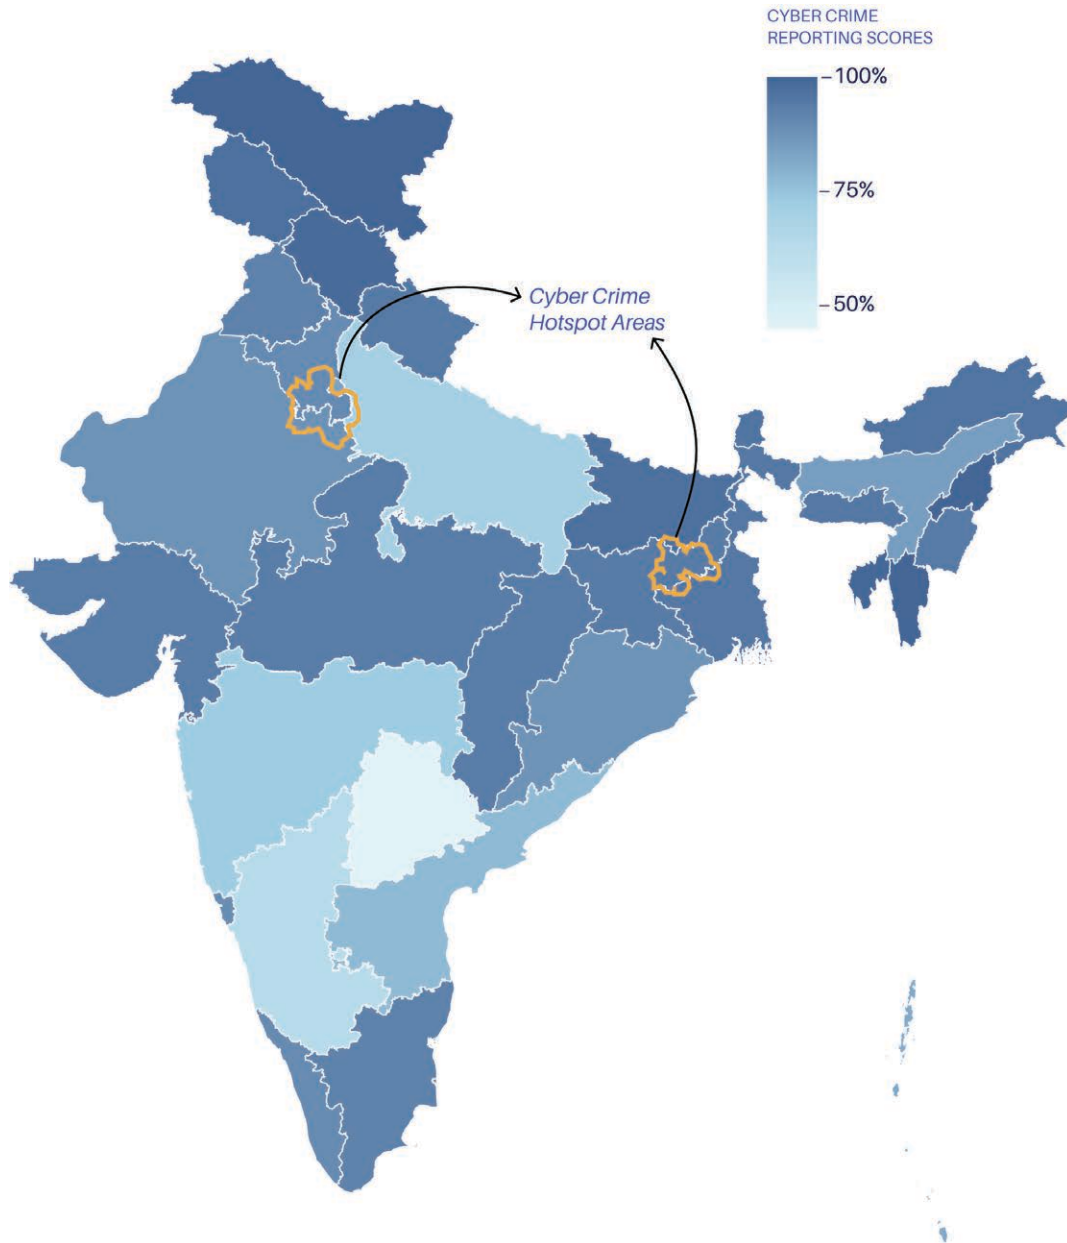 CYBER CRIME
REPORTING SCORES
100%
75%
50%
Cyber Crime
Hotspot Areas